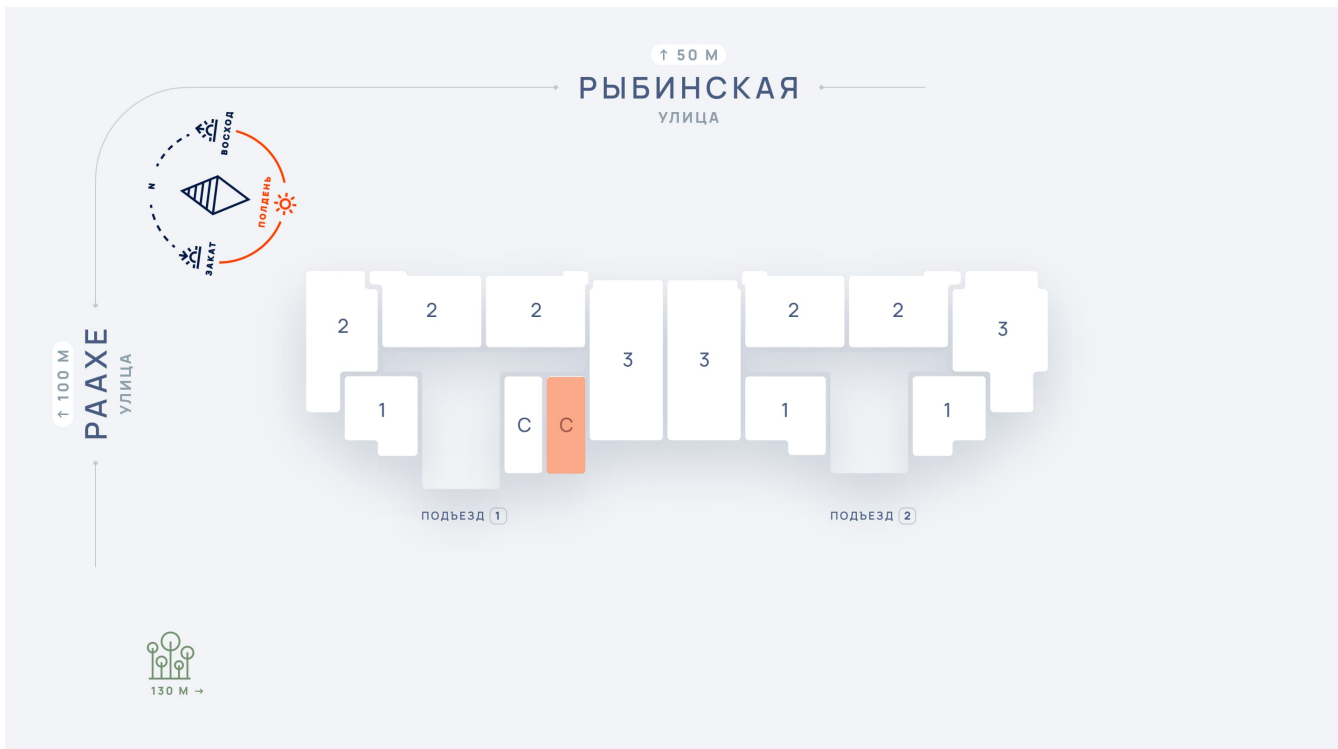 ↑ 50 М
РЫБИНСКАЯ
УЛИЦА
ВОСХОД
N
ПОЛДЕНЬ
ЗАКАТ
↑ 100 М
РААХЕ
УЛИЦА
2
2
2
3
3
2
2
3
1
С
С
1
1
ПОДЪЕЗД 1
ПОДЪЕЗД 2
130 М →